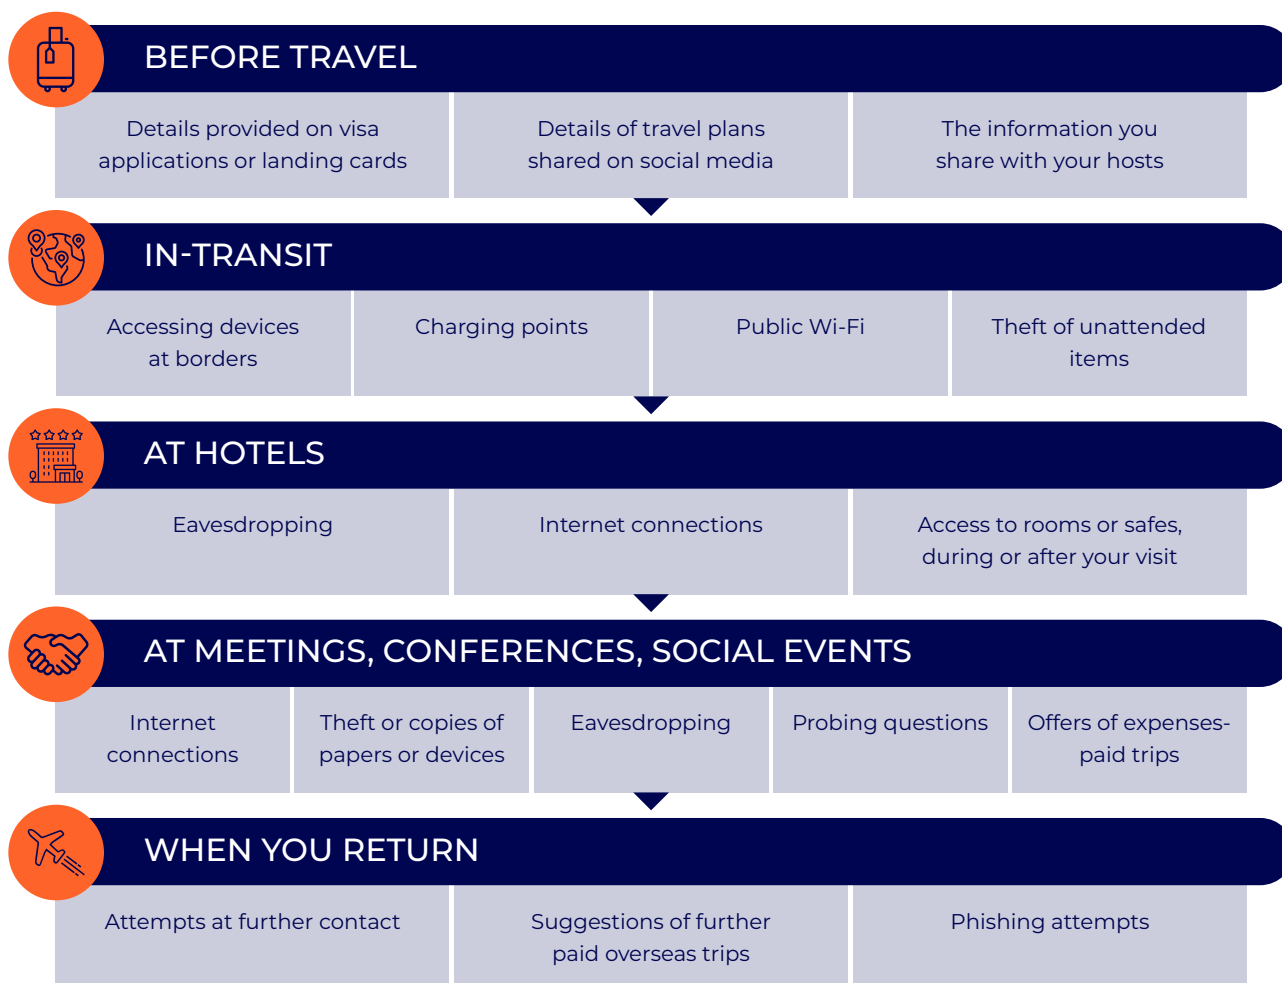 BEFORE TRAVEL
Details provided on visa
applications or landing cards
Details of travel plans
shared on social media
The information you
share with your hosts
IN-TRANSIT
Accessing devices
at borders
Charging points
Public Wi-Fi
Theft of unattended
items
AT HOTELS
Eavesdropping
Internet connections
Access to rooms or safes,
during or after your visit
AT MEETINGS, CONFERENCES, SOCIAL EVENTS
Internet
connections
Theft or copies of
papers or devices
Eavesdropping
Probing questions
Offers of expenses-
paid trips
WHEN YOU RETURN
Attempts at further contact
Suggestions of further
paid overseas trips
Phishing attempts